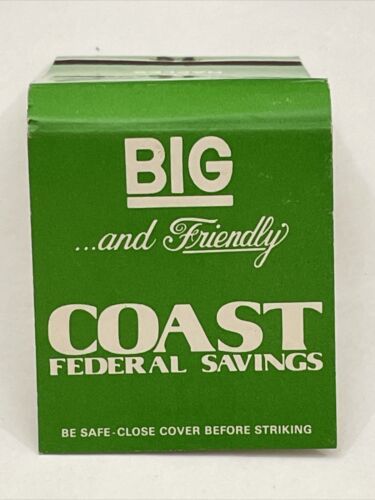 BIG
...and Friendly
COAST
FEDERAL SAVINGS
BE SAFE-CLOSE COVER BEFORE STRIKING